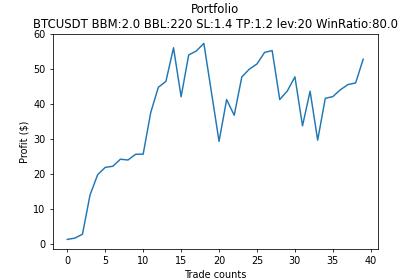 Portfolio
BTCUSDT BBM:2.0 BBL:220 SL:1.4 TP:1.2 lev:20 WinRatio:80.0
60
50
40
30
20
10
0
Profit ($)
0 5 10 15 20 25 30 35 40
Trade counts